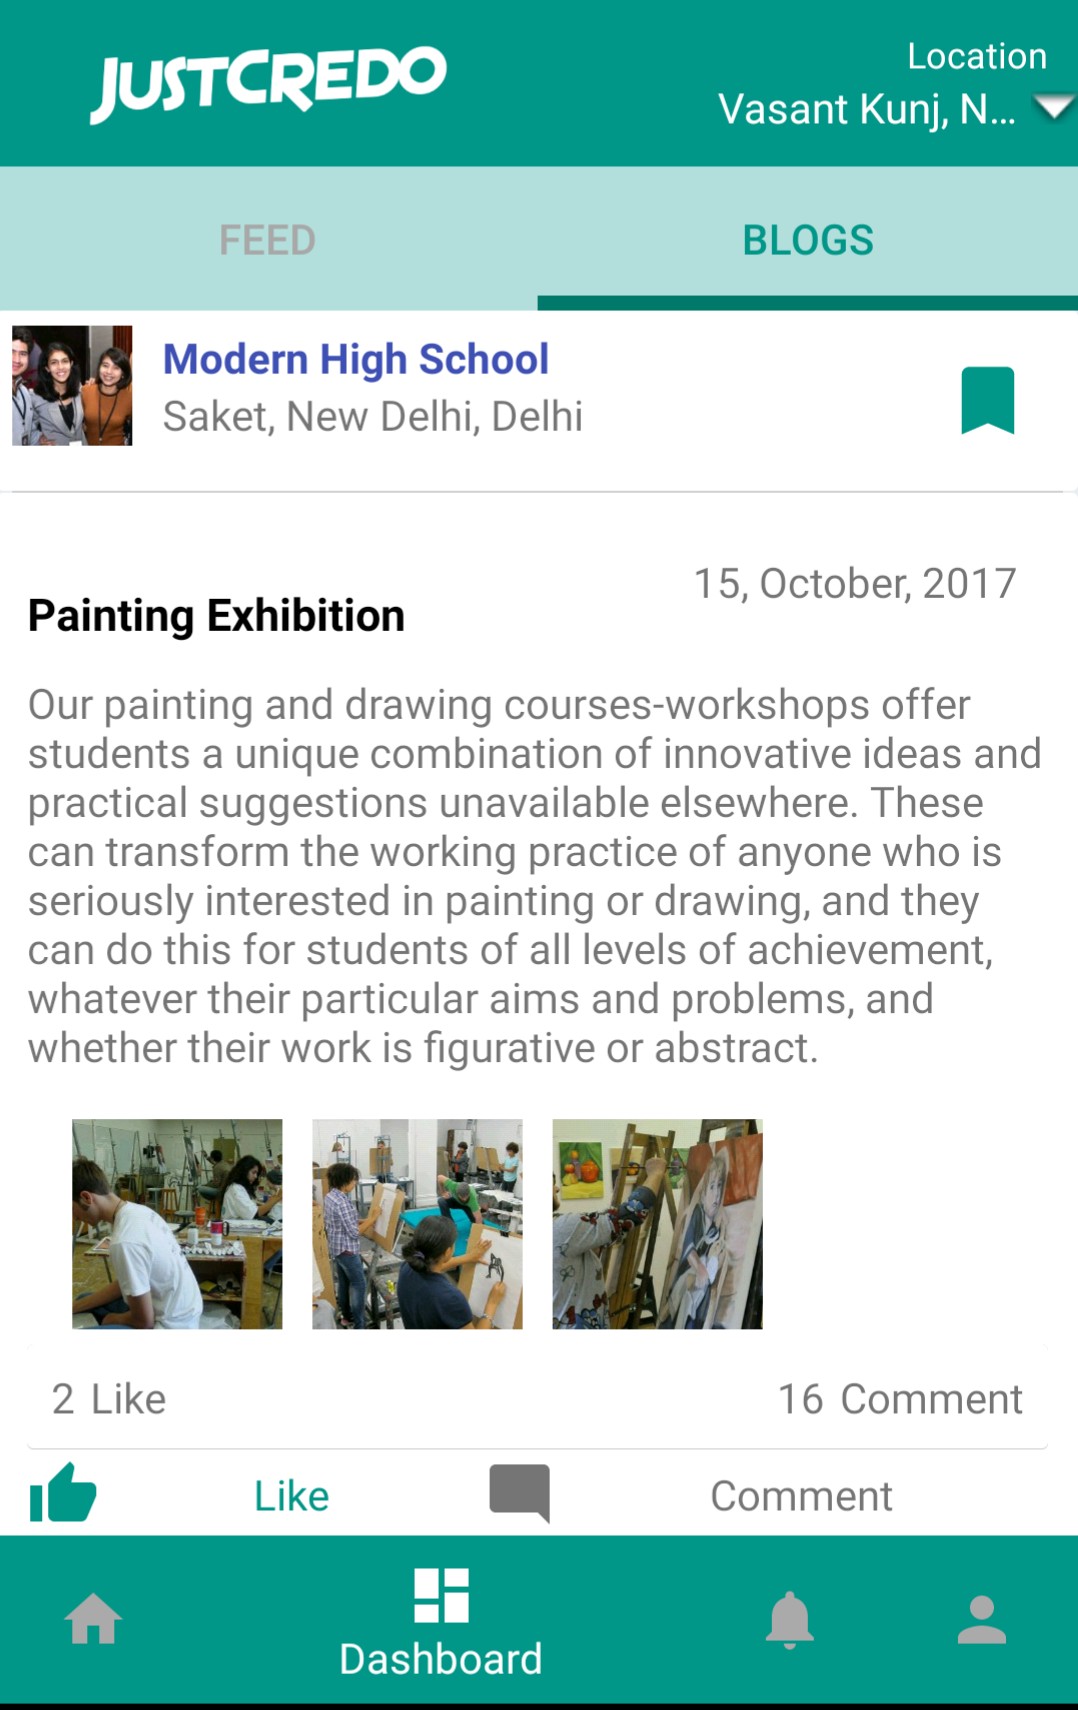 JUSTCREDO
Location
Vasant Kunj, N...
FEED
BLOGS
Modern High School
Saket, New Delhi, Delhi
15, October, 2017
Painting Exhibition
Our painting and drawing courses-workshops offer
students a unique combination of innovative ideas and
practical suggestions unavailable elsewhere. These
can transform the working practice of anyone who is
seriously interested in painting or drawing, and they
can do this for students of all levels of achievement,
whatever their particular aims and problems, and
whether their work is figurative or abstract.
2 Like
16 Comment
Like
Comment
Dashboard